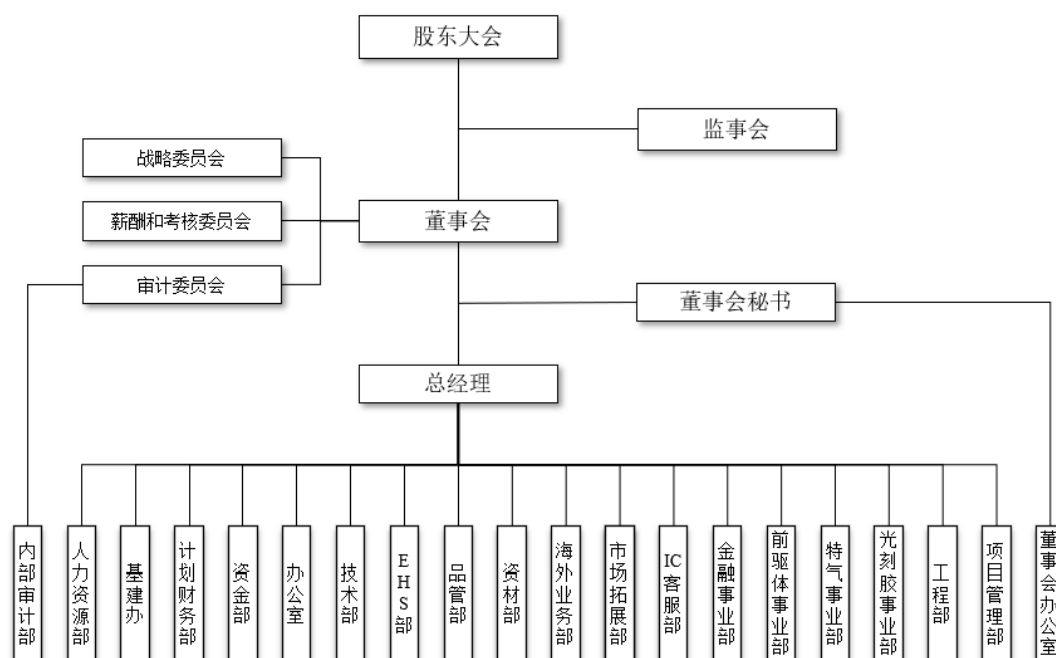 股东大会
监事会
战略委员会
薪酬和考核委员会
董事会
审计委员会
董事会秘书
总经理
内部审计部
人力资源部
基建办
计划财务部
资金部
办公室
技术部
EHS部
品管部
资材部
海外业务部
市场拓展部
IC客服部
金融事业部
前驱体事业部
特气事业部
光刻胶事业部
工程部
项目管理部
董事会办公室